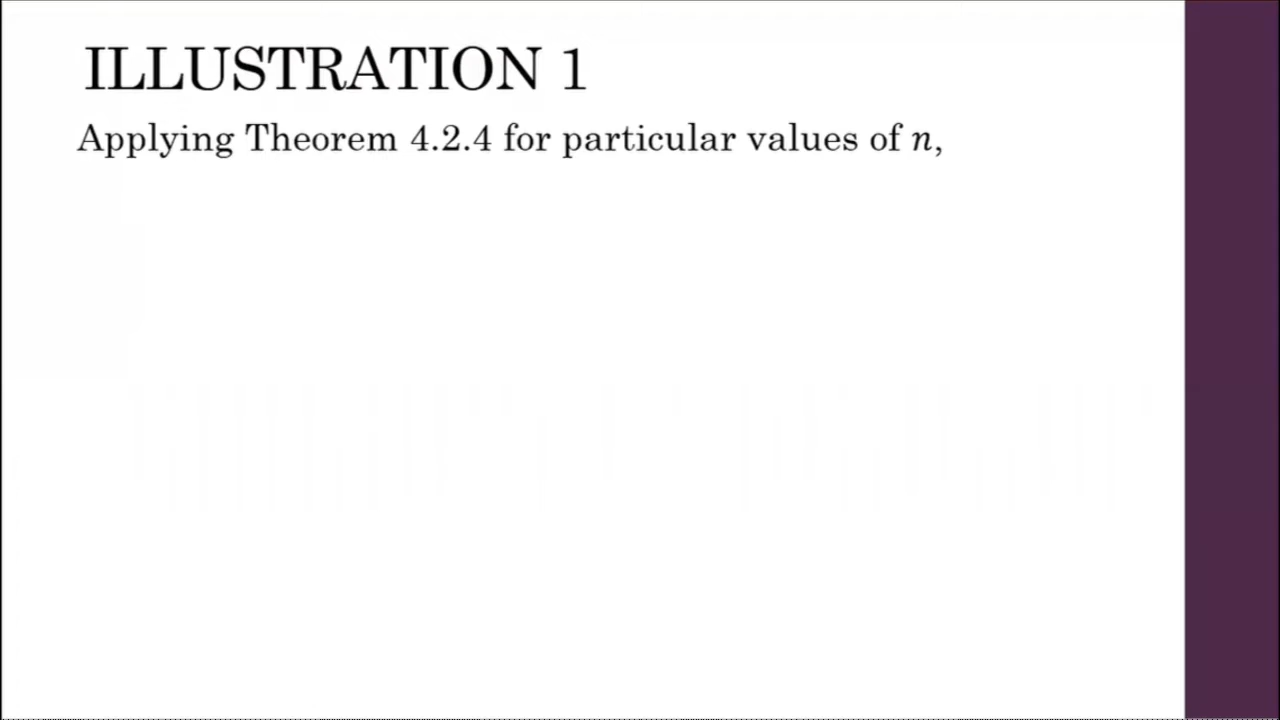 ILLUSTRATION 1
Applying Theorem 4.2.4 for particular values of n,